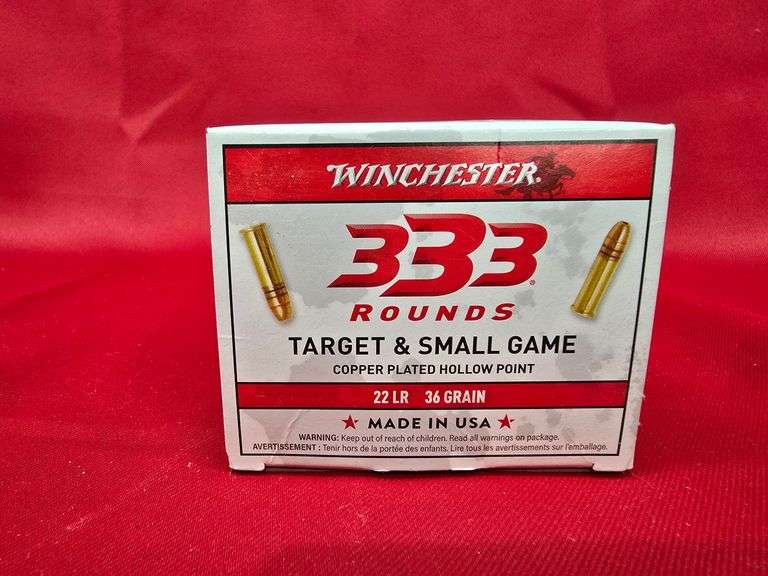 WINCHESTER®
333®
ROUNDS
TARGET & SMALL GAME
COPPER PLATED HOLLOW POINT
22 LR 36 GRAIN
★ MADE IN USA ★
WARNING: Keep out of reach of children. Read all warnings on package.
AVERTISSEMENT : Tenir hors de la portée des enfants. Lire tous les avertissements sur l'emballage.